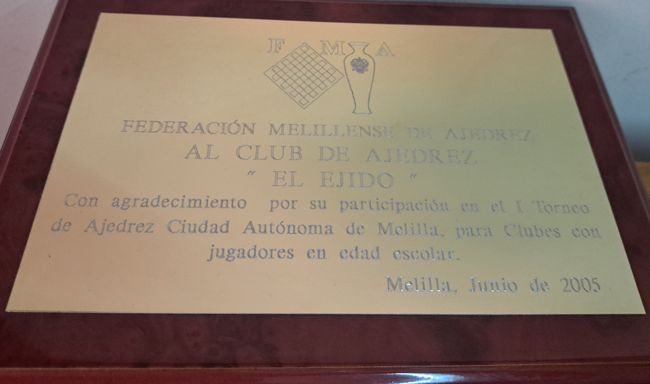 F M A
FEDERACIÓN MELILLENSE DE AJEDREZ
AL CLUB DE AJEDREZ
" EL EJIDO "
Con agradecimiento por su participación en el I Torneo
de Ajedrez Ciudad Autónoma de Melilla, para Clubes con
jugadores en edad escolar.
Melilla, Junio de 2005